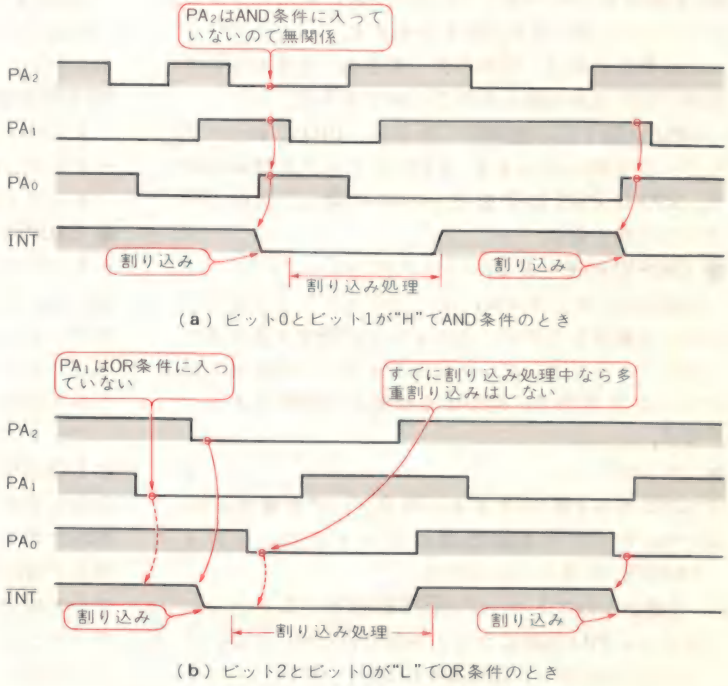 PA₂はAND条件に入って
いないので無関係
PA₂
PA₁
PA₀
I̅N̅T̅
割り込み
割り込み処理
割り込み
(a) ビット0とビット1が“H”でAND条件のとき
PA₁はOR条件に入っ
ていない
すでに割り込み処理中なら多
重割り込みはしない
PA₂
PA₁
PA₀
I̅N̅T̅
割り込み
割り込み処理
割り込み
(b) ビット2とビット0が“L”でOR条件のとき